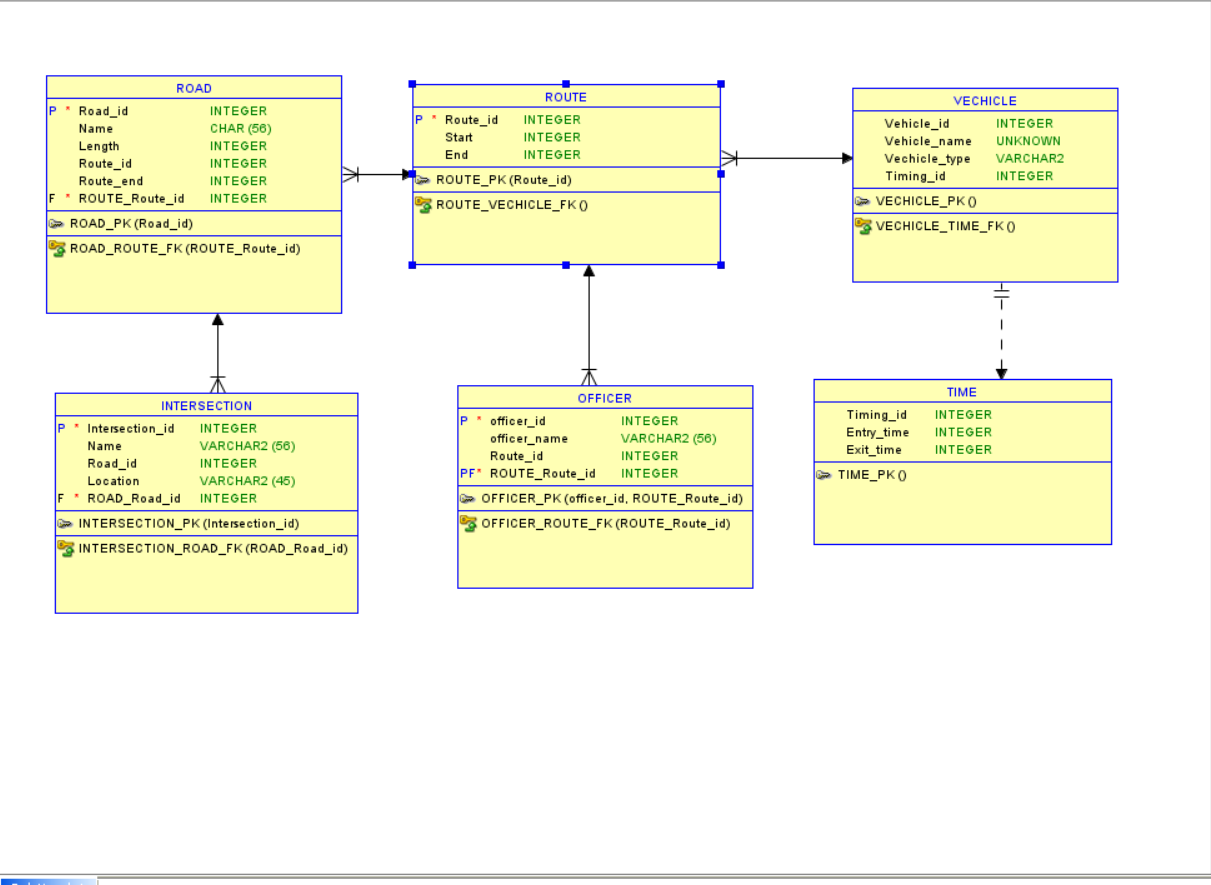 ROAD
P * Road_id INTEGER
Name CHAR (56)
Length INTEGER
Route_id INTEGER
Route_end INTEGER
F * ROUTE_Route_id INTEGER
ROAD_PK (Road_id)
ROAD_ROUTE_FK (ROUTE_Route_id)
ROUTE
P * Route_id INTEGER
Start INTEGER
End INTEGER
ROUTE_PK (Route_id)
ROUTE_VECHICLE_FK ()
VECHICLE
Vehicle_id INTEGER
Vehicle_name UNKNOWN
Vechicle_type VARCHAR2
Timing_id INTEGER
VECHICLE_PK ()
VECHICLE_TIME_FK ()
INTERSECTION
P * Intersection_id INTEGER
Name VARCHAR2 (56)
Road_id INTEGER
Location VARCHAR2 (45)
F * ROAD_Road_id INTEGER
INTERSECTION_PK (Intersection_id)
INTERSECTION_ROAD_FK (ROAD_Road_id)
OFFICER
P * officer_id INTEGER
officer_name VARCHAR2 (56)
Route_id INTEGER
PF* ROUTE_Route_id INTEGER
OFFICER_PK (officer_id, ROUTE_Route_id)
OFFICER_ROUTE_FK (ROUTE_Route_id)
TIME
Timing_id INTEGER
Entry_time INTEGER
Exit_time INTEGER
TIME_PK ()